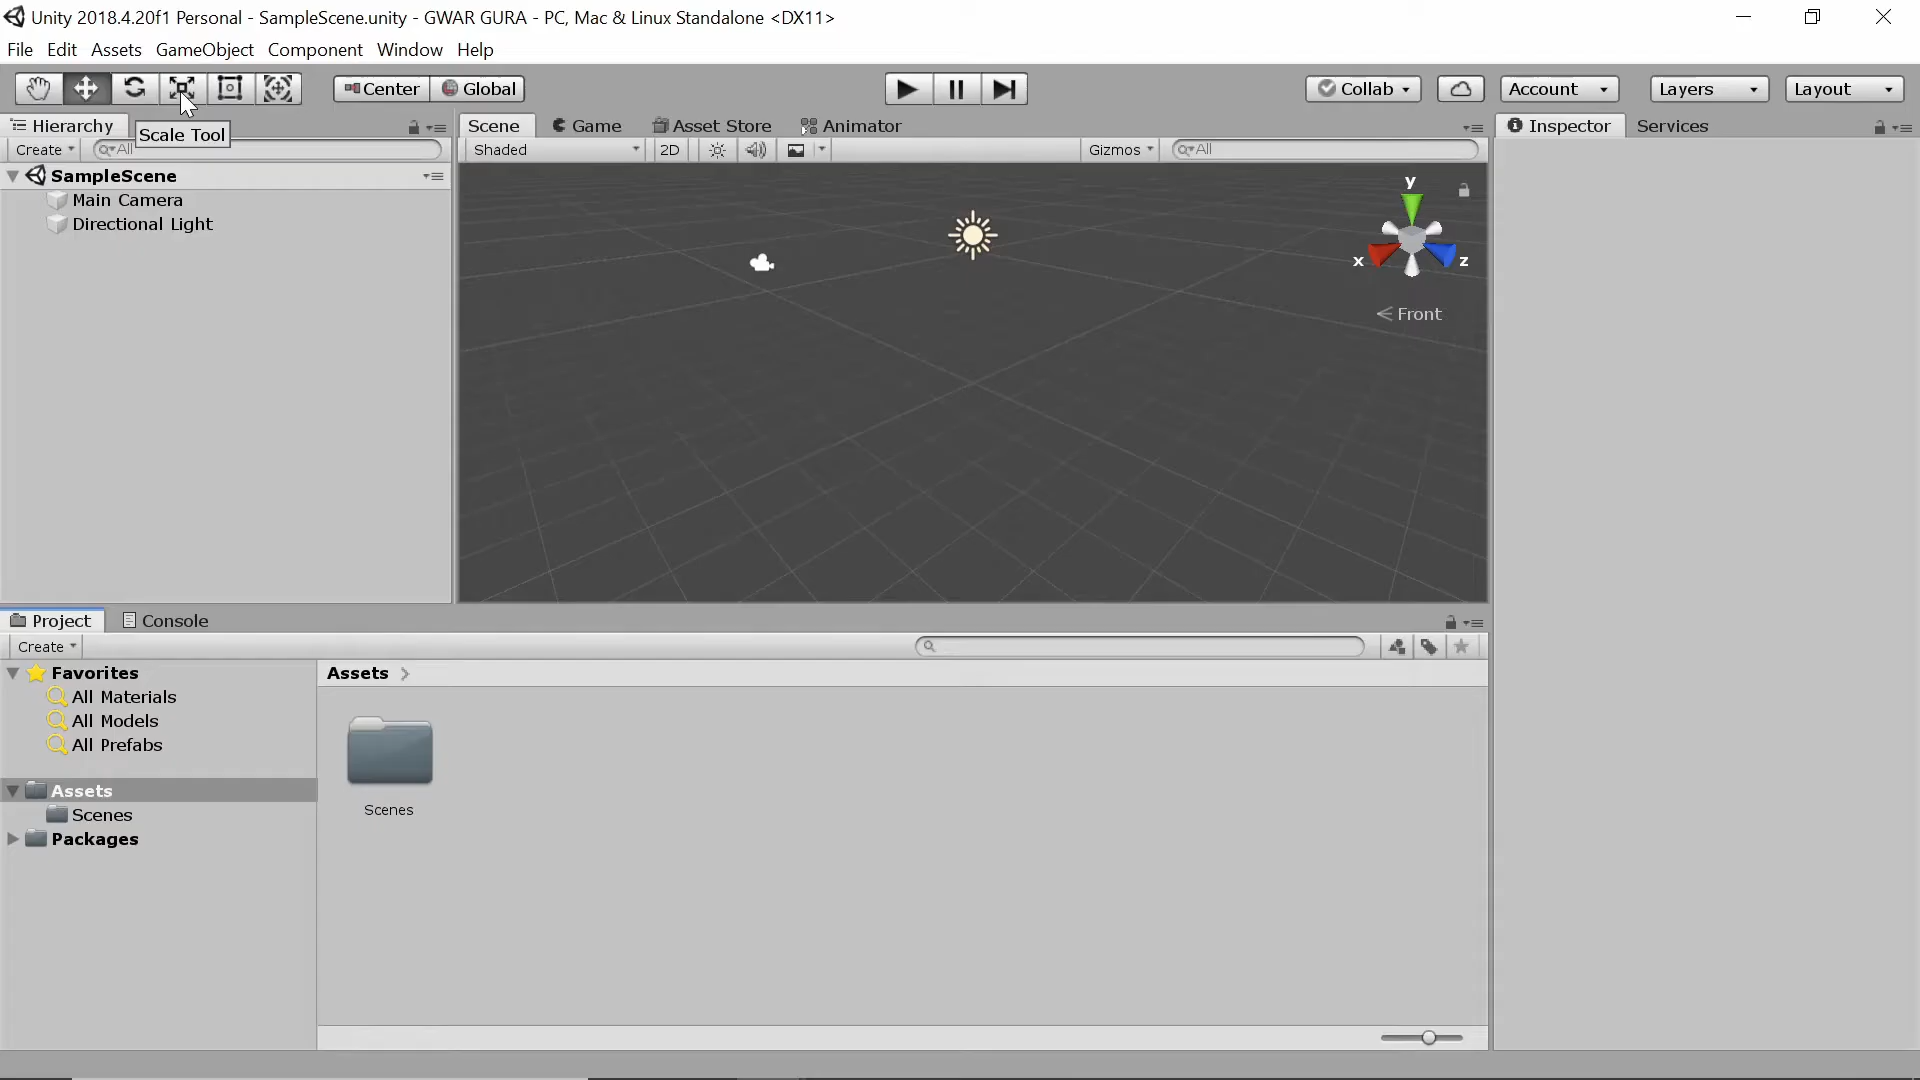 Unity 2018.4.20f1 Personal - SampleScene.unity - GWAR GURA - PC, Mac & Linux Standalone <DX11>
File Edit Assets GameObject Component Window Help
Center Global Collab Account Layers Layout
Hierarchy Scene Game Asset Store Animator Inspector Services
Scale Tool
Create All Shaded 2D Gizmos All
SampleScene
Main Camera
Directional Light
y
x z
Front
Project Console
Create
Favorites Assets
All Materials
All Models
All Prefabs
Assets
Scenes
Scenes
Packages